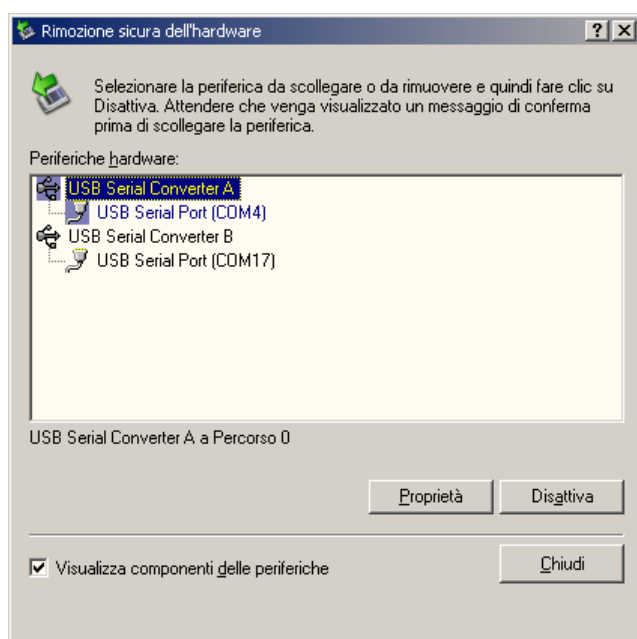 Rimozione sicura dell'hardware
Selezionare la periferica da scollegare o da rimuovere e quindi fare clic su
Disattiva. Attendere che venga visualizzato un messaggio di conferma
prima di scollegare la periferica.
Periferiche hardware:
USB Serial Converter A
USB Serial Port (COM4)
USB Serial Converter B
USB Serial Port (COM17)
USB Serial Converter A a Percorso 0
Proprietà Disattiva
Visualizza componenti delle periferiche Chiudi